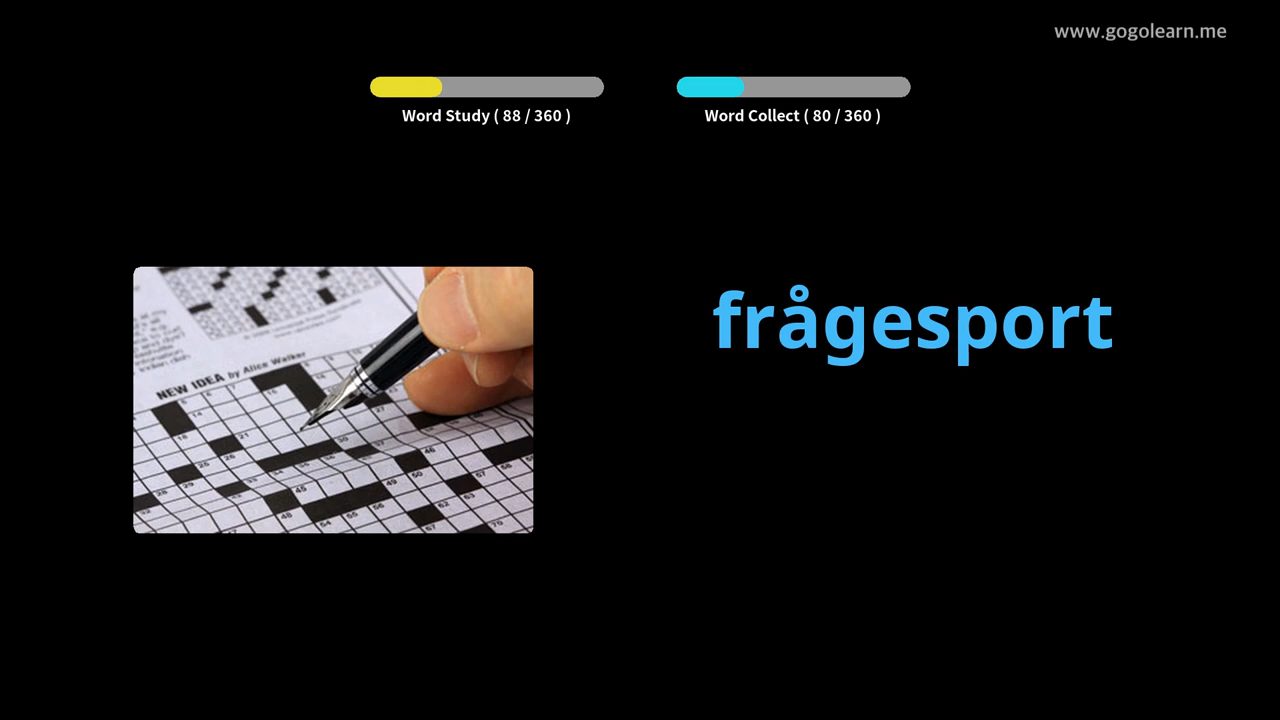 www.gogolearn.me
Word Study ( 88 / 360 )
Word Collect ( 80 / 360 )
frågesport
NEW IDEA by Alice Walker